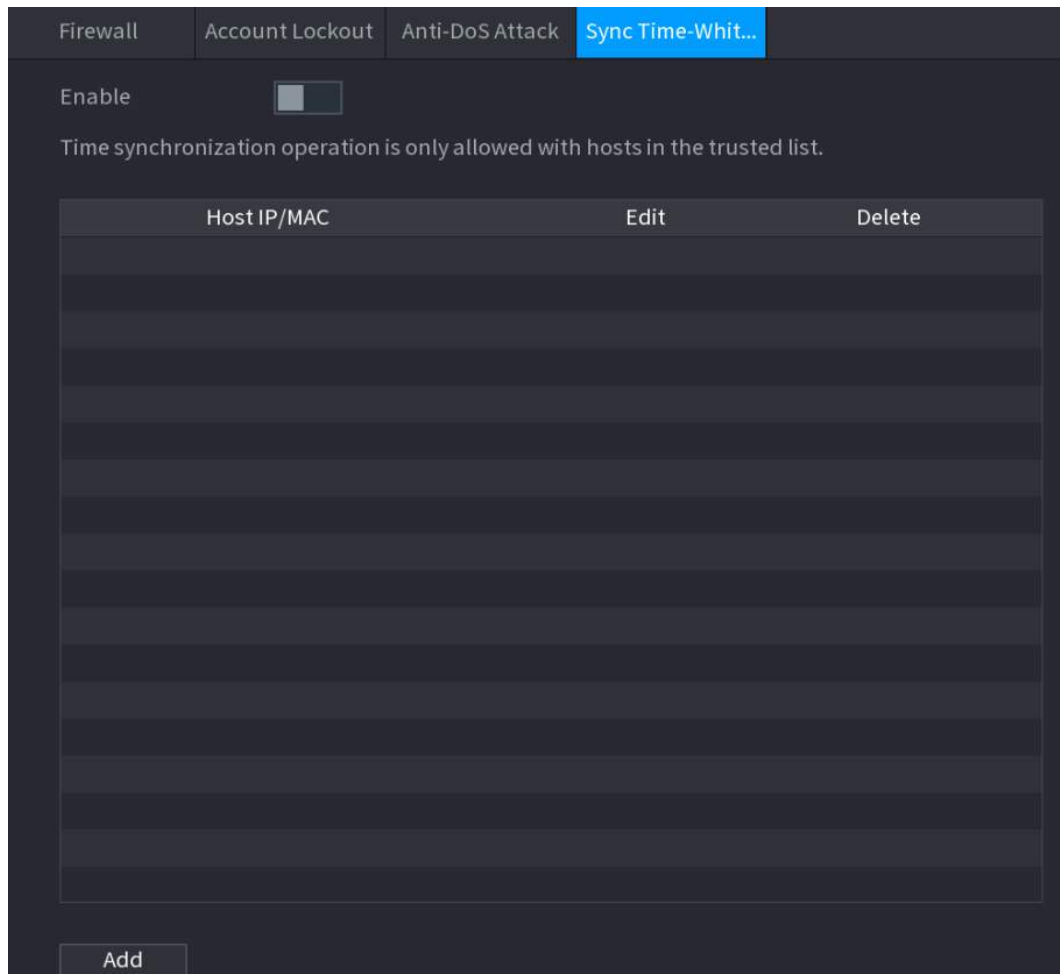 Firewall Account Lockout Anti-DoS Attack Sync Time-Whit...
Enable
Time synchronization operation is only allowed with hosts in the trusted list.
Host IP/MAC Edit Delete
Add